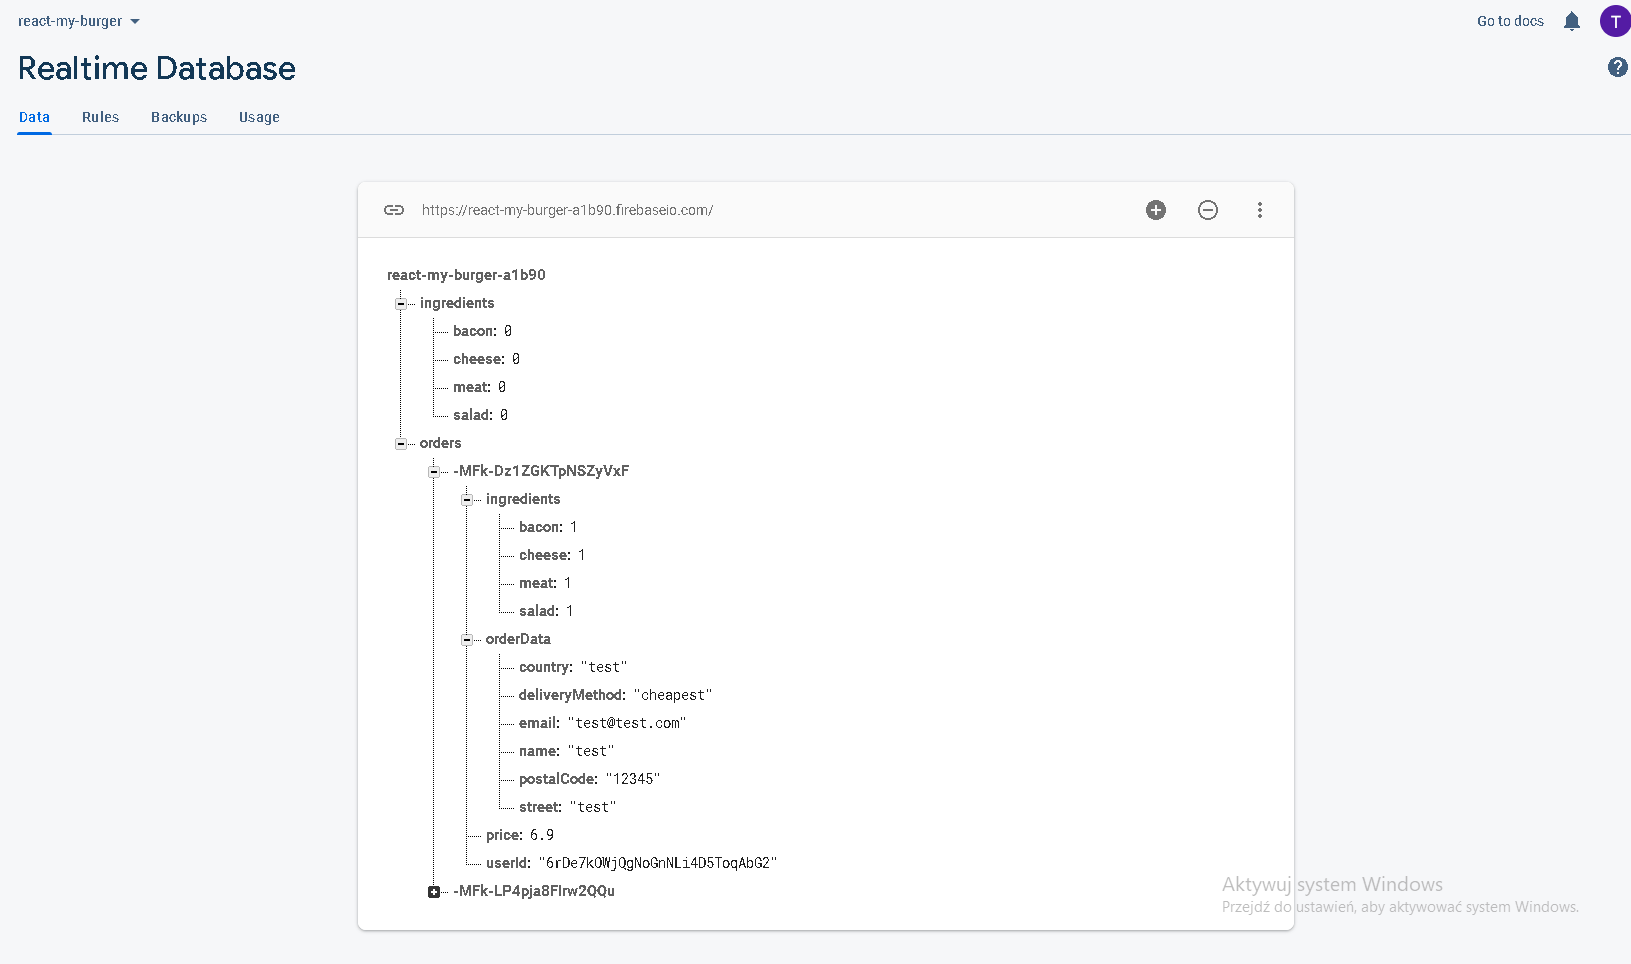 react-my-burger
Go to docs
T
Realtime Database
?
Data Rules Backups Usage
https://react-my-burger-a1b90.firebaseio.com/
react-my-burger-a1b90
ingredients
bacon: 0
cheese: 0
meat: 0
salad: 0
orders
-MFk-Dz1ZGKTpNSZyVxF
ingredients
bacon: 1
cheese: 1
meat: 1
salad: 1
orderData
country: "test"
deliveryMethod: "cheapest"
email: "test@test.com"
name: "test"
postalCode: "12345"
street: "test"
price: 6.9
userId: "6rDe7kOWjQgNoGnNLi4D5ToqAbG2"
-MFk-LP4pja8FIrw2QQu
Aktywuj system Windows
Przejdź do ustawień, aby aktywować system Windows.